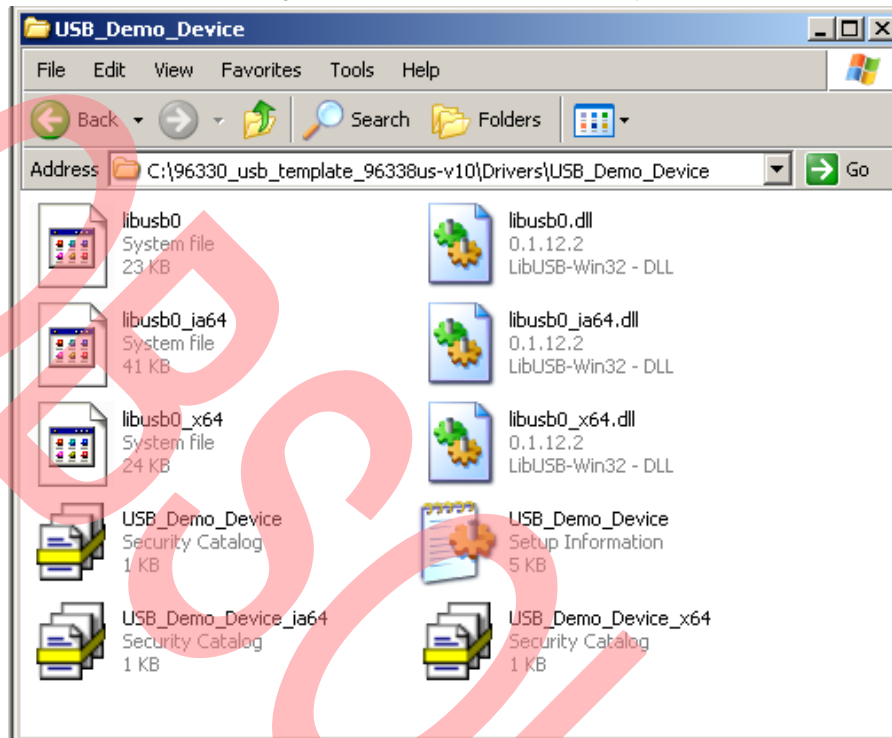 USB_Demo_Device
File Edit View Favorites Tools Help
Back Search Folders
Address C:\96330_usb_template_96338us-v10\Drivers\USB_Demo_Device Go
libusb0
System file
23 KB
libusb0.dll
0.1.12.2
LibUSB-Win32 - DLL
libusb0_ia64
System file
41 KB
libusb0_ia64.dll
0.1.12.2
LibUSB-Win32 - DLL
libusb0_x64
System file
24 KB
libusb0_x64.dll
0.1.12.2
LibUSB-Win32 - DLL
USB_Demo_Device
Security Catalog
1 KB
USB_Demo_Device
Setup Information
5 KB
USB_Demo_Device_ia64
Security Catalog
1 KB
USB_Demo_Device_x64
Security Catalog
1 KB